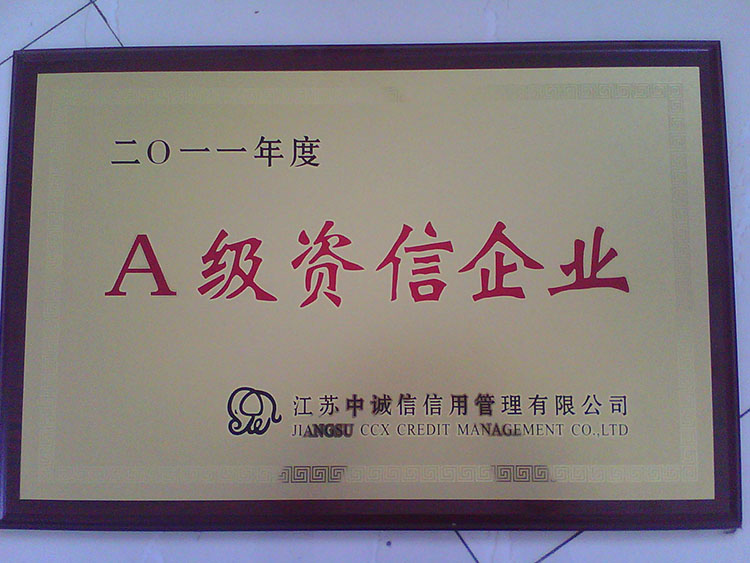 二〇一一年度
A级资信企业
江苏中诚信信用管理有限公司
JIANGSU CCX CREDIT MANAGEMENT CO.,LTD